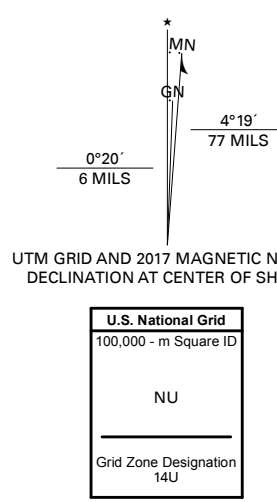 ★
MN
GN
4°19´
77 MILS
0°20´
6 MILS
UTM GRID AND 2017 MAGNETIC N
DECLINATION AT CENTER OF SH
U.S. National Grid
100,000 - m Square ID
NU
Grid Zone Designation
14U